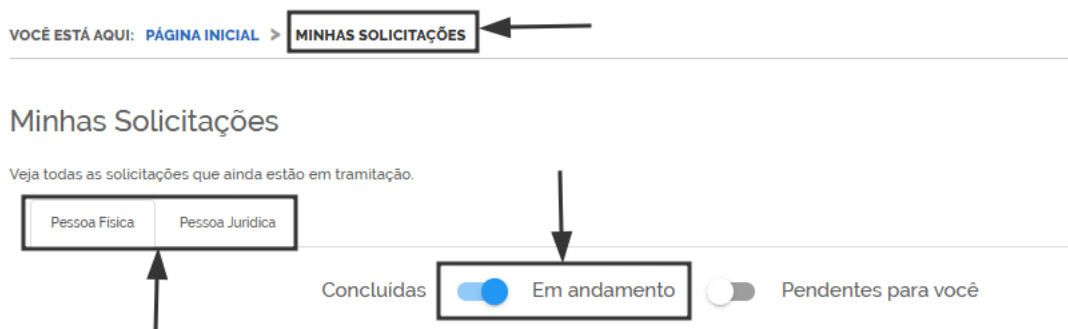 VOCÊ ESTÁ AQUI: PÁGINA INICIAL > MINHAS SOLICITAÇÕES
Minhas Solicitações
Veja todas as solicitações que ainda estão em tramitação.
Pessoa Fisica Pessoa Juridica
Concluídas Em andamento Pendentes para você